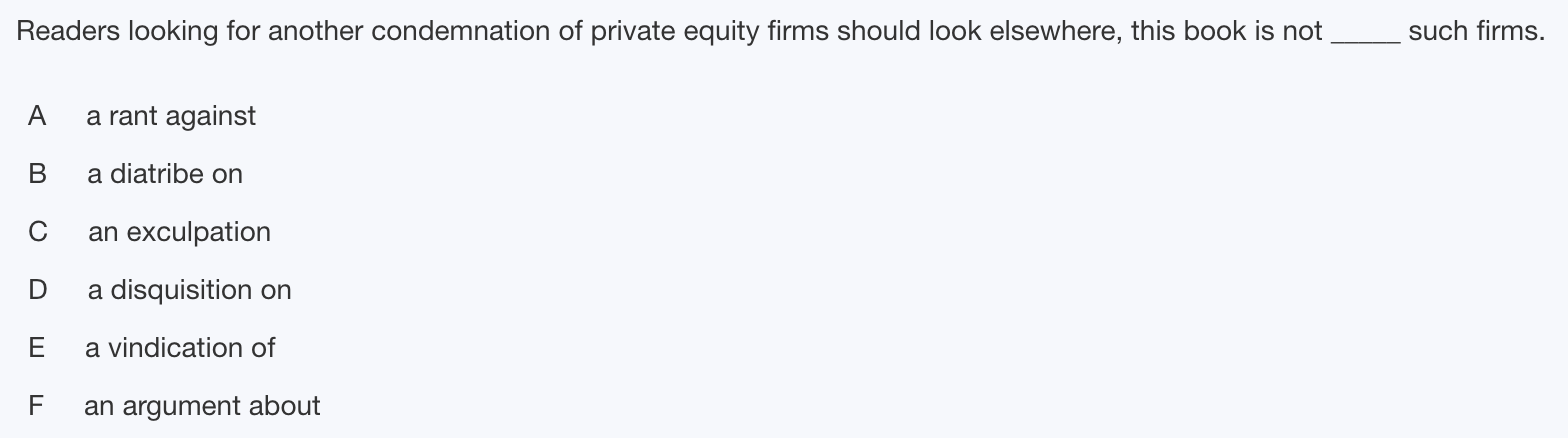 Readers looking for another condemnation of private equity firms should look elsewhere, this book is not _____ such firms.
A a rant against
B a diatribe on
C an exculpation
D a disquisition on
E a vindication of
F an argument about